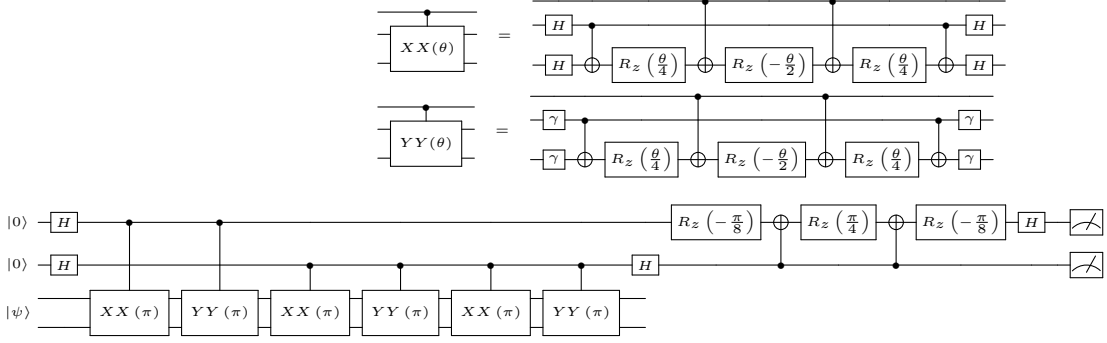 XX(θ) = H H R_z (θ/4) R_z (−θ/2) R_z (θ/4) H H
YY(θ) = γ γ R_z (θ/4) R_z (−θ/2) R_z (θ/4) γ γ
|0⟩ H R_z (−π/8) R_z (π/4) R_z (−π/8) H
|0⟩ H H
|ψ⟩ XX (π) YY (π) XX (π) YY (π) XX (π) YY (π)